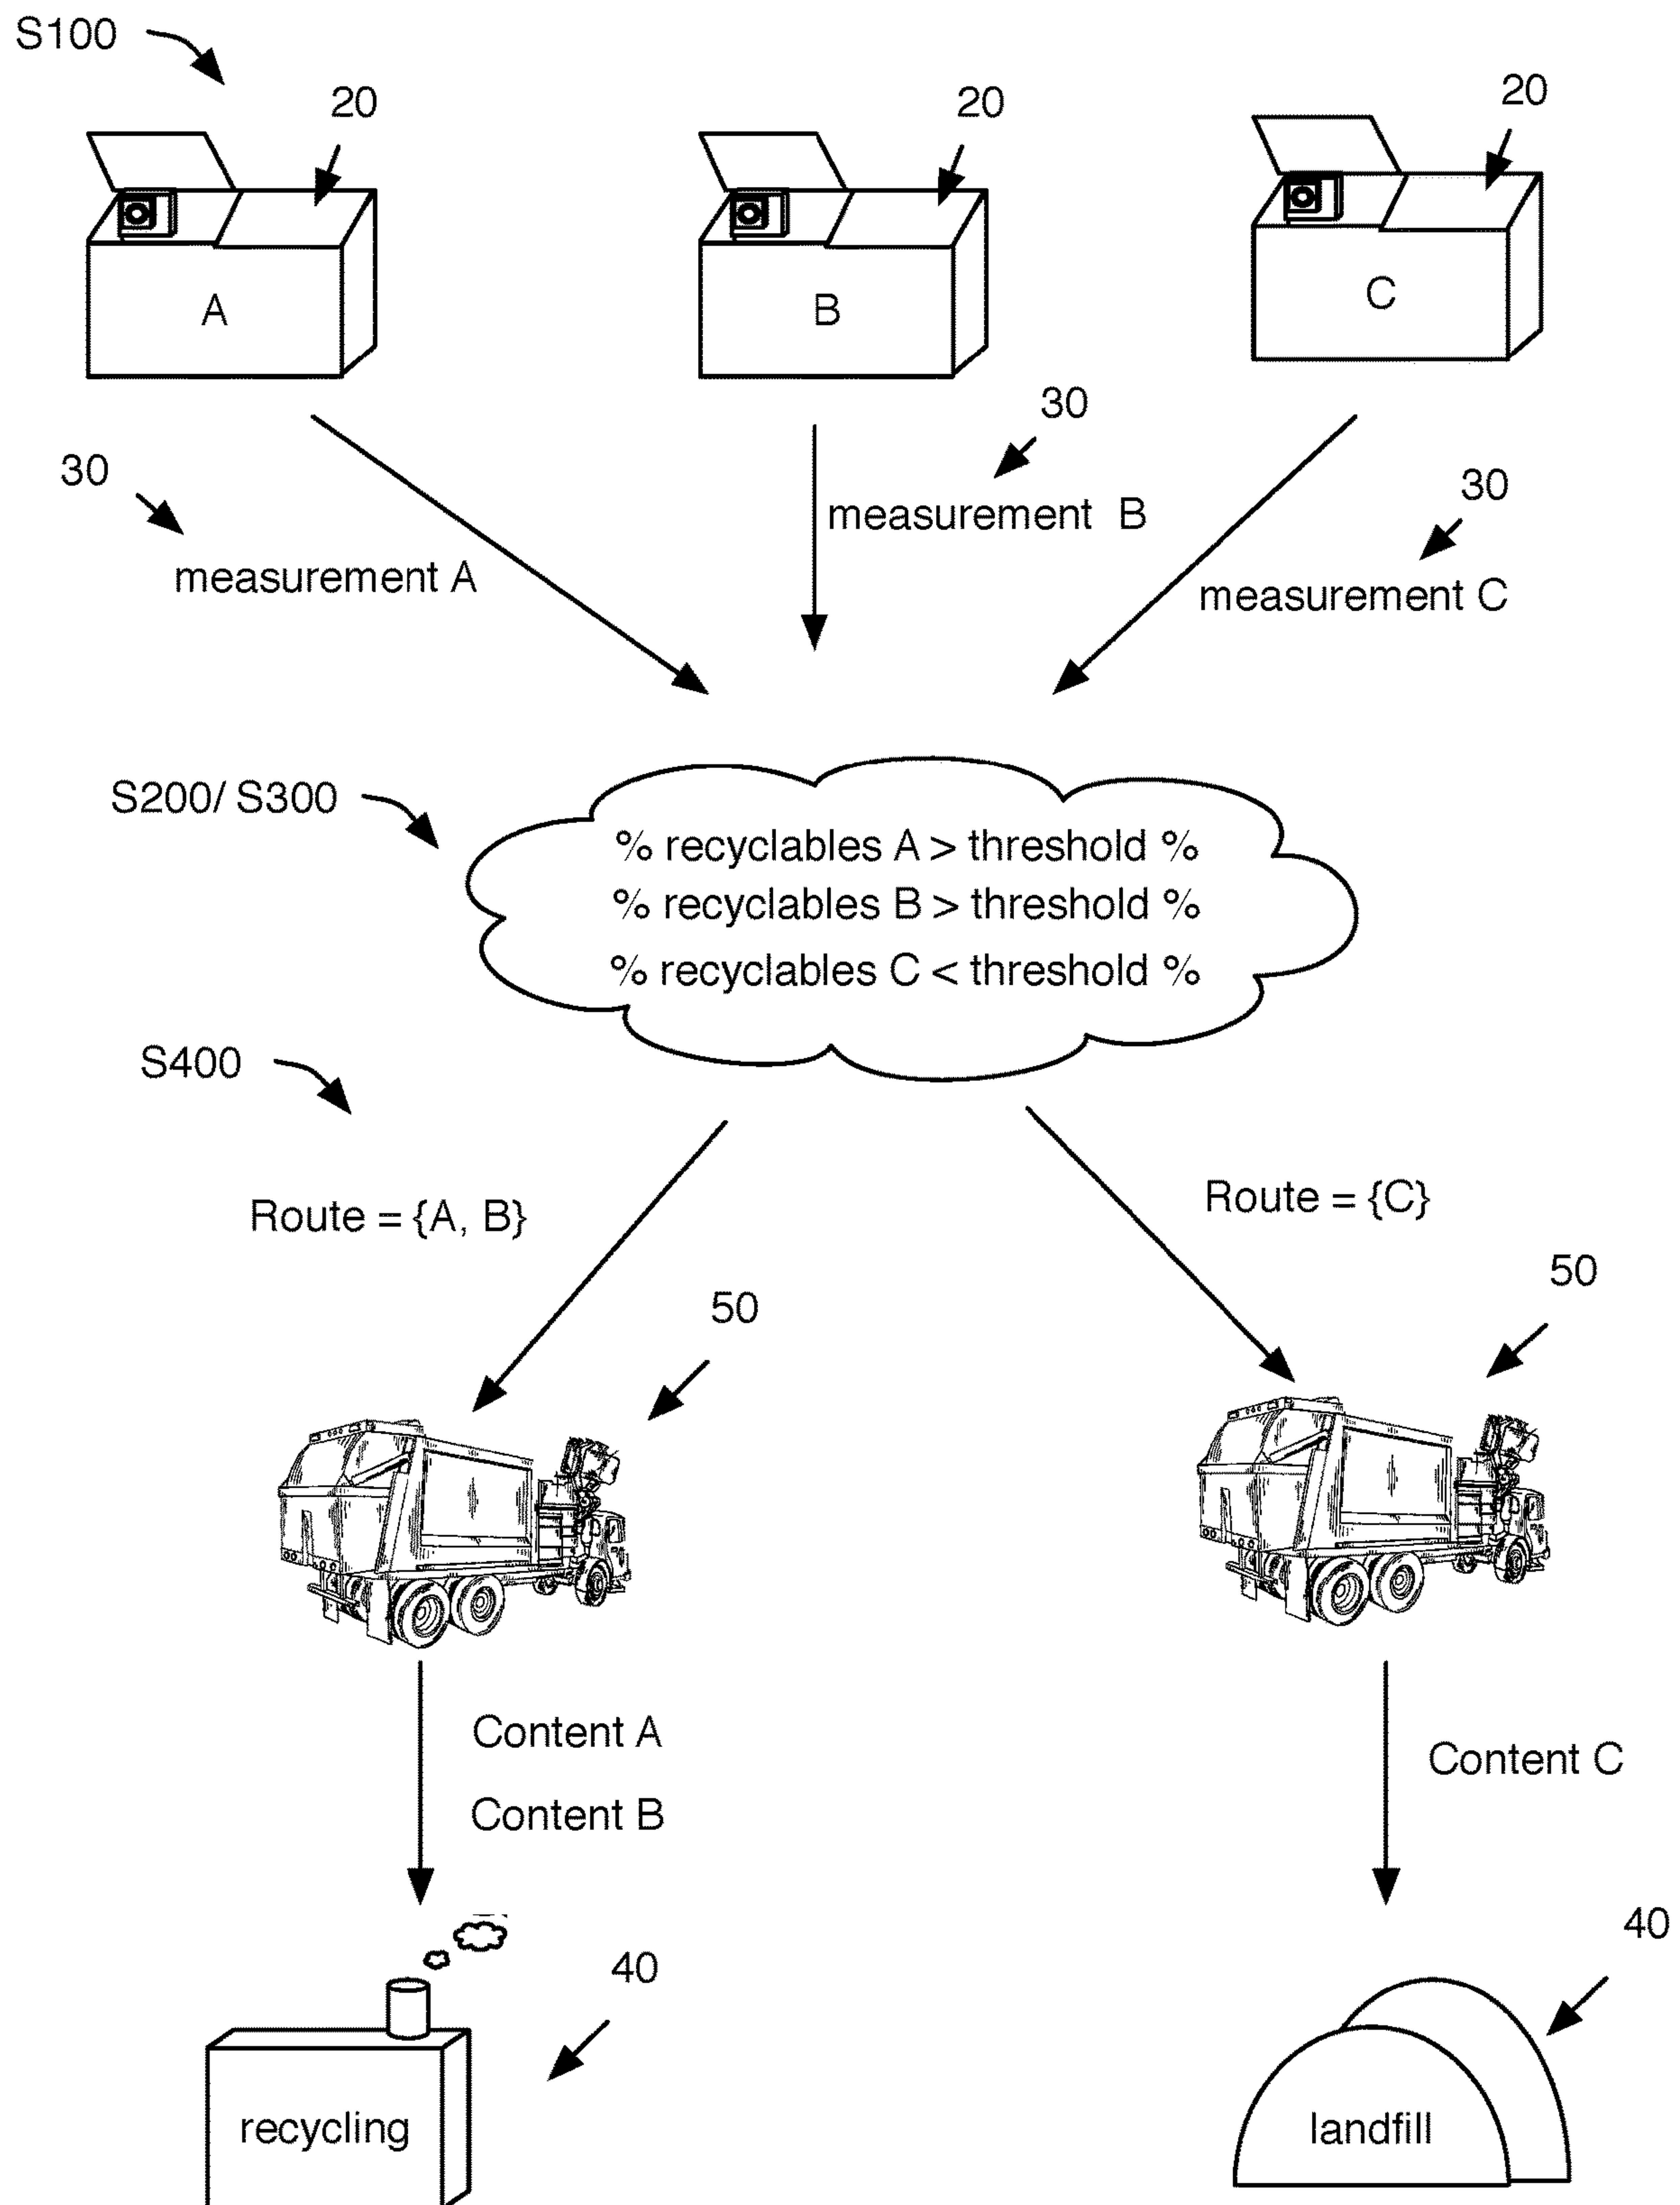 S100
20
20
20
A
B
C
30
30
30
measurement A
measurement B
measurement C
S200/ S300
% recyclables A > threshold %
% recyclables B > threshold %
% recyclables C < threshold %
S400
Route = {A, B}
Route = {C}
50
50
Content A
Content B
Content C
40
40
recycling
landfill